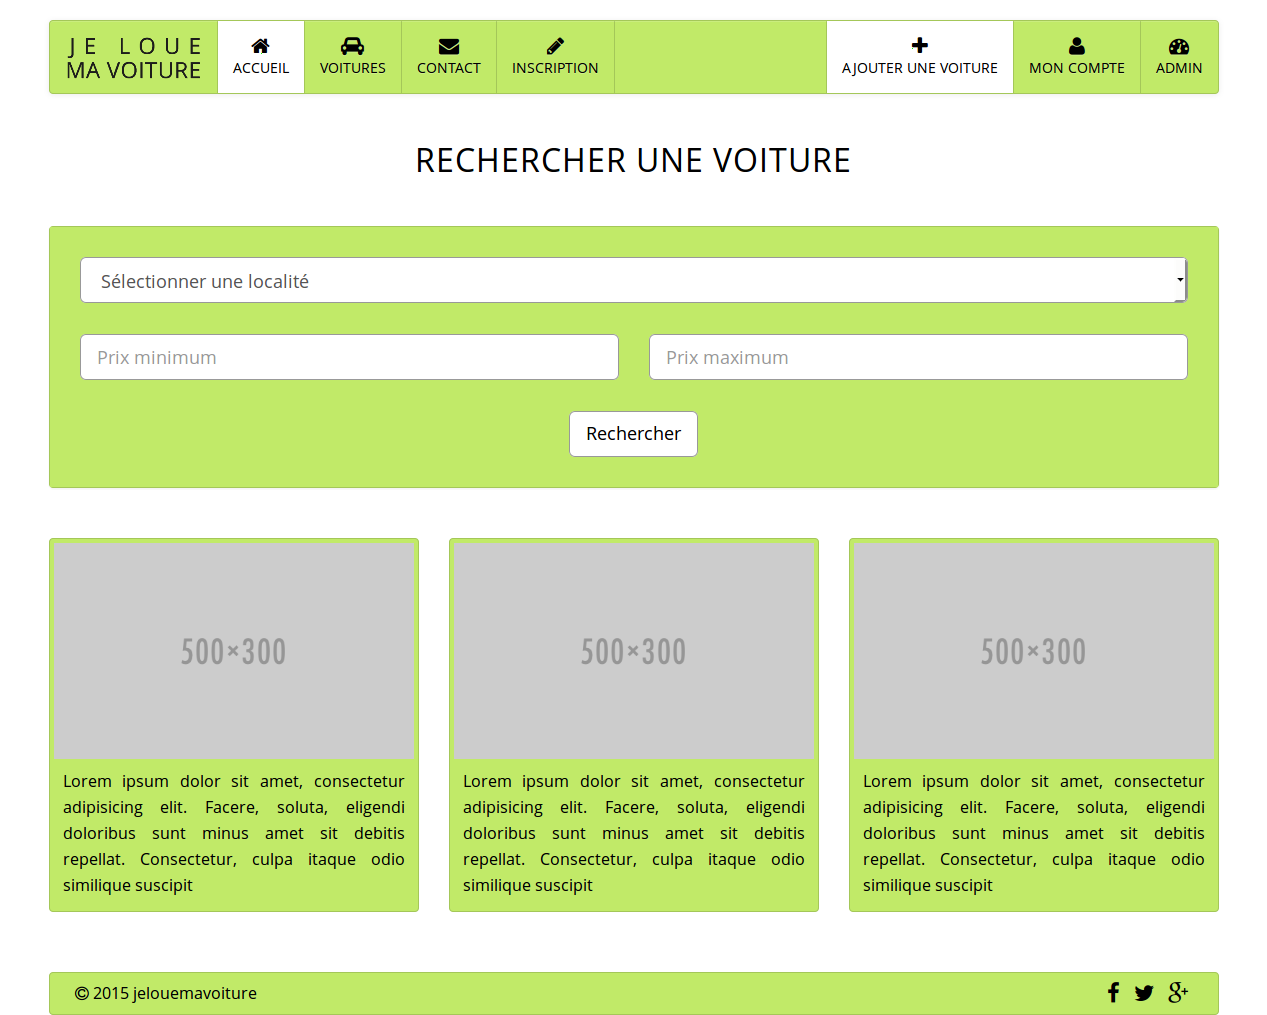 JE LOUE
MA VOITURE
ACCUEIL
VOITURES
CONTACT
INSCRIPTION
AJOUTER UNE VOITURE
MON COMPTE
ADMIN
RECHERCHER UNE VOITURE
Sélectionner une localité
Prix minimum
Prix maximum
Rechercher
500×300
Lorem ipsum dolor sit amet, consectetur
adipisicing elit. Facere, soluta, eligendi
doloribus sunt minus amet sit debitis
repellat. Consectetur, culpa itaque odio
similique suscipit
500×300
Lorem ipsum dolor sit amet, consectetur
adipisicing elit. Facere, soluta, eligendi
doloribus sunt minus amet sit debitis
repellat. Consectetur, culpa itaque odio
similique suscipit
500×300
Lorem ipsum dolor sit amet, consectetur
adipisicing elit. Facere, soluta, eligendi
doloribus sunt minus amet sit debitis
repellat. Consectetur, culpa itaque odio
similique suscipit
© 2015 jelouemavoiture